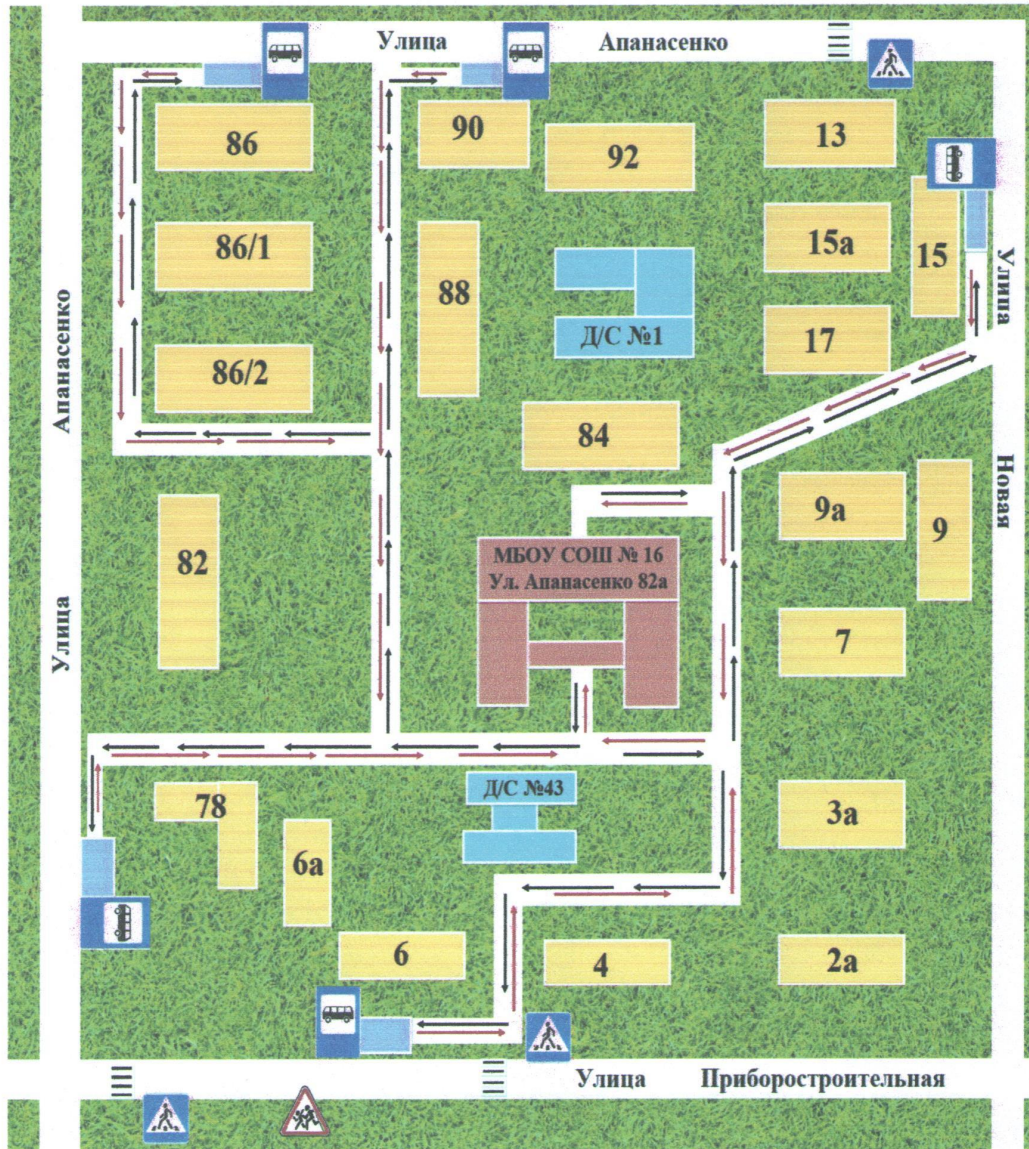 Улица Апанасенко
86
90
92
13
86/1
88
15а
15
Улица
Д/С №1
17
86/2
Апанасенко
84
9а
9
Новая
82
МБОУ СОШ № 16
Ул. Апанасенко 82а
Улица
7
78
Д/С №43
3а
6а
6
4
2а
Улица Приборостроительная